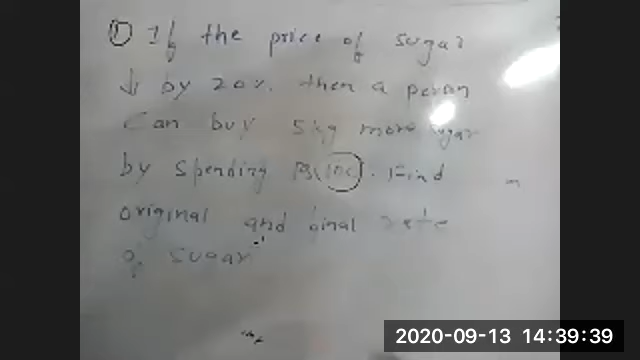 ① If the price of sugar
↓ by 20%. then a person
Can buy 5kg more sugar
by spending Rs. Find
original and final rate
of sugar
2020-09-13 14:39:39